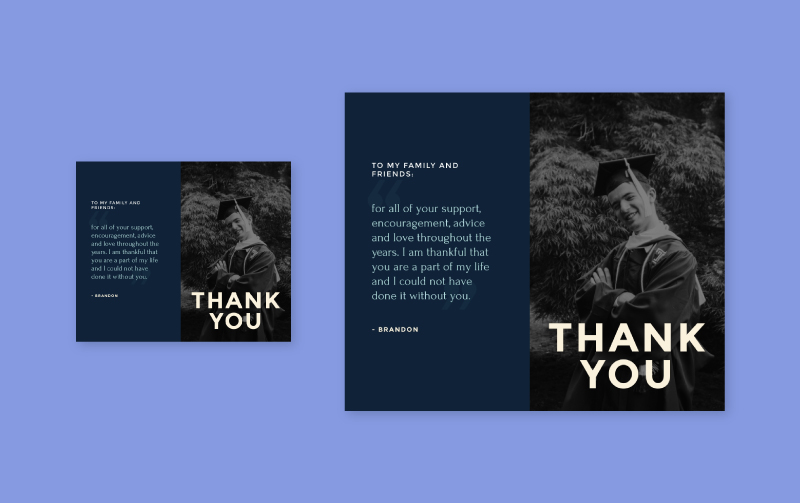 TO MY FAMILY AND
FRIENDS:
for all of your support,
encouragement, advice
and love throughout the
years. I am thankful that
you are a part of my life
and I could not have
done it without you.
- BRANDON
THANK
YOU
TO MY FAMILY AND
FRIENDS:
for all of your support,
encouragement, advice
and love throughout the
years. I am thankful that
you are a part of my life
and I could not have
done it without you.
- BRANDON
THANK
YOU